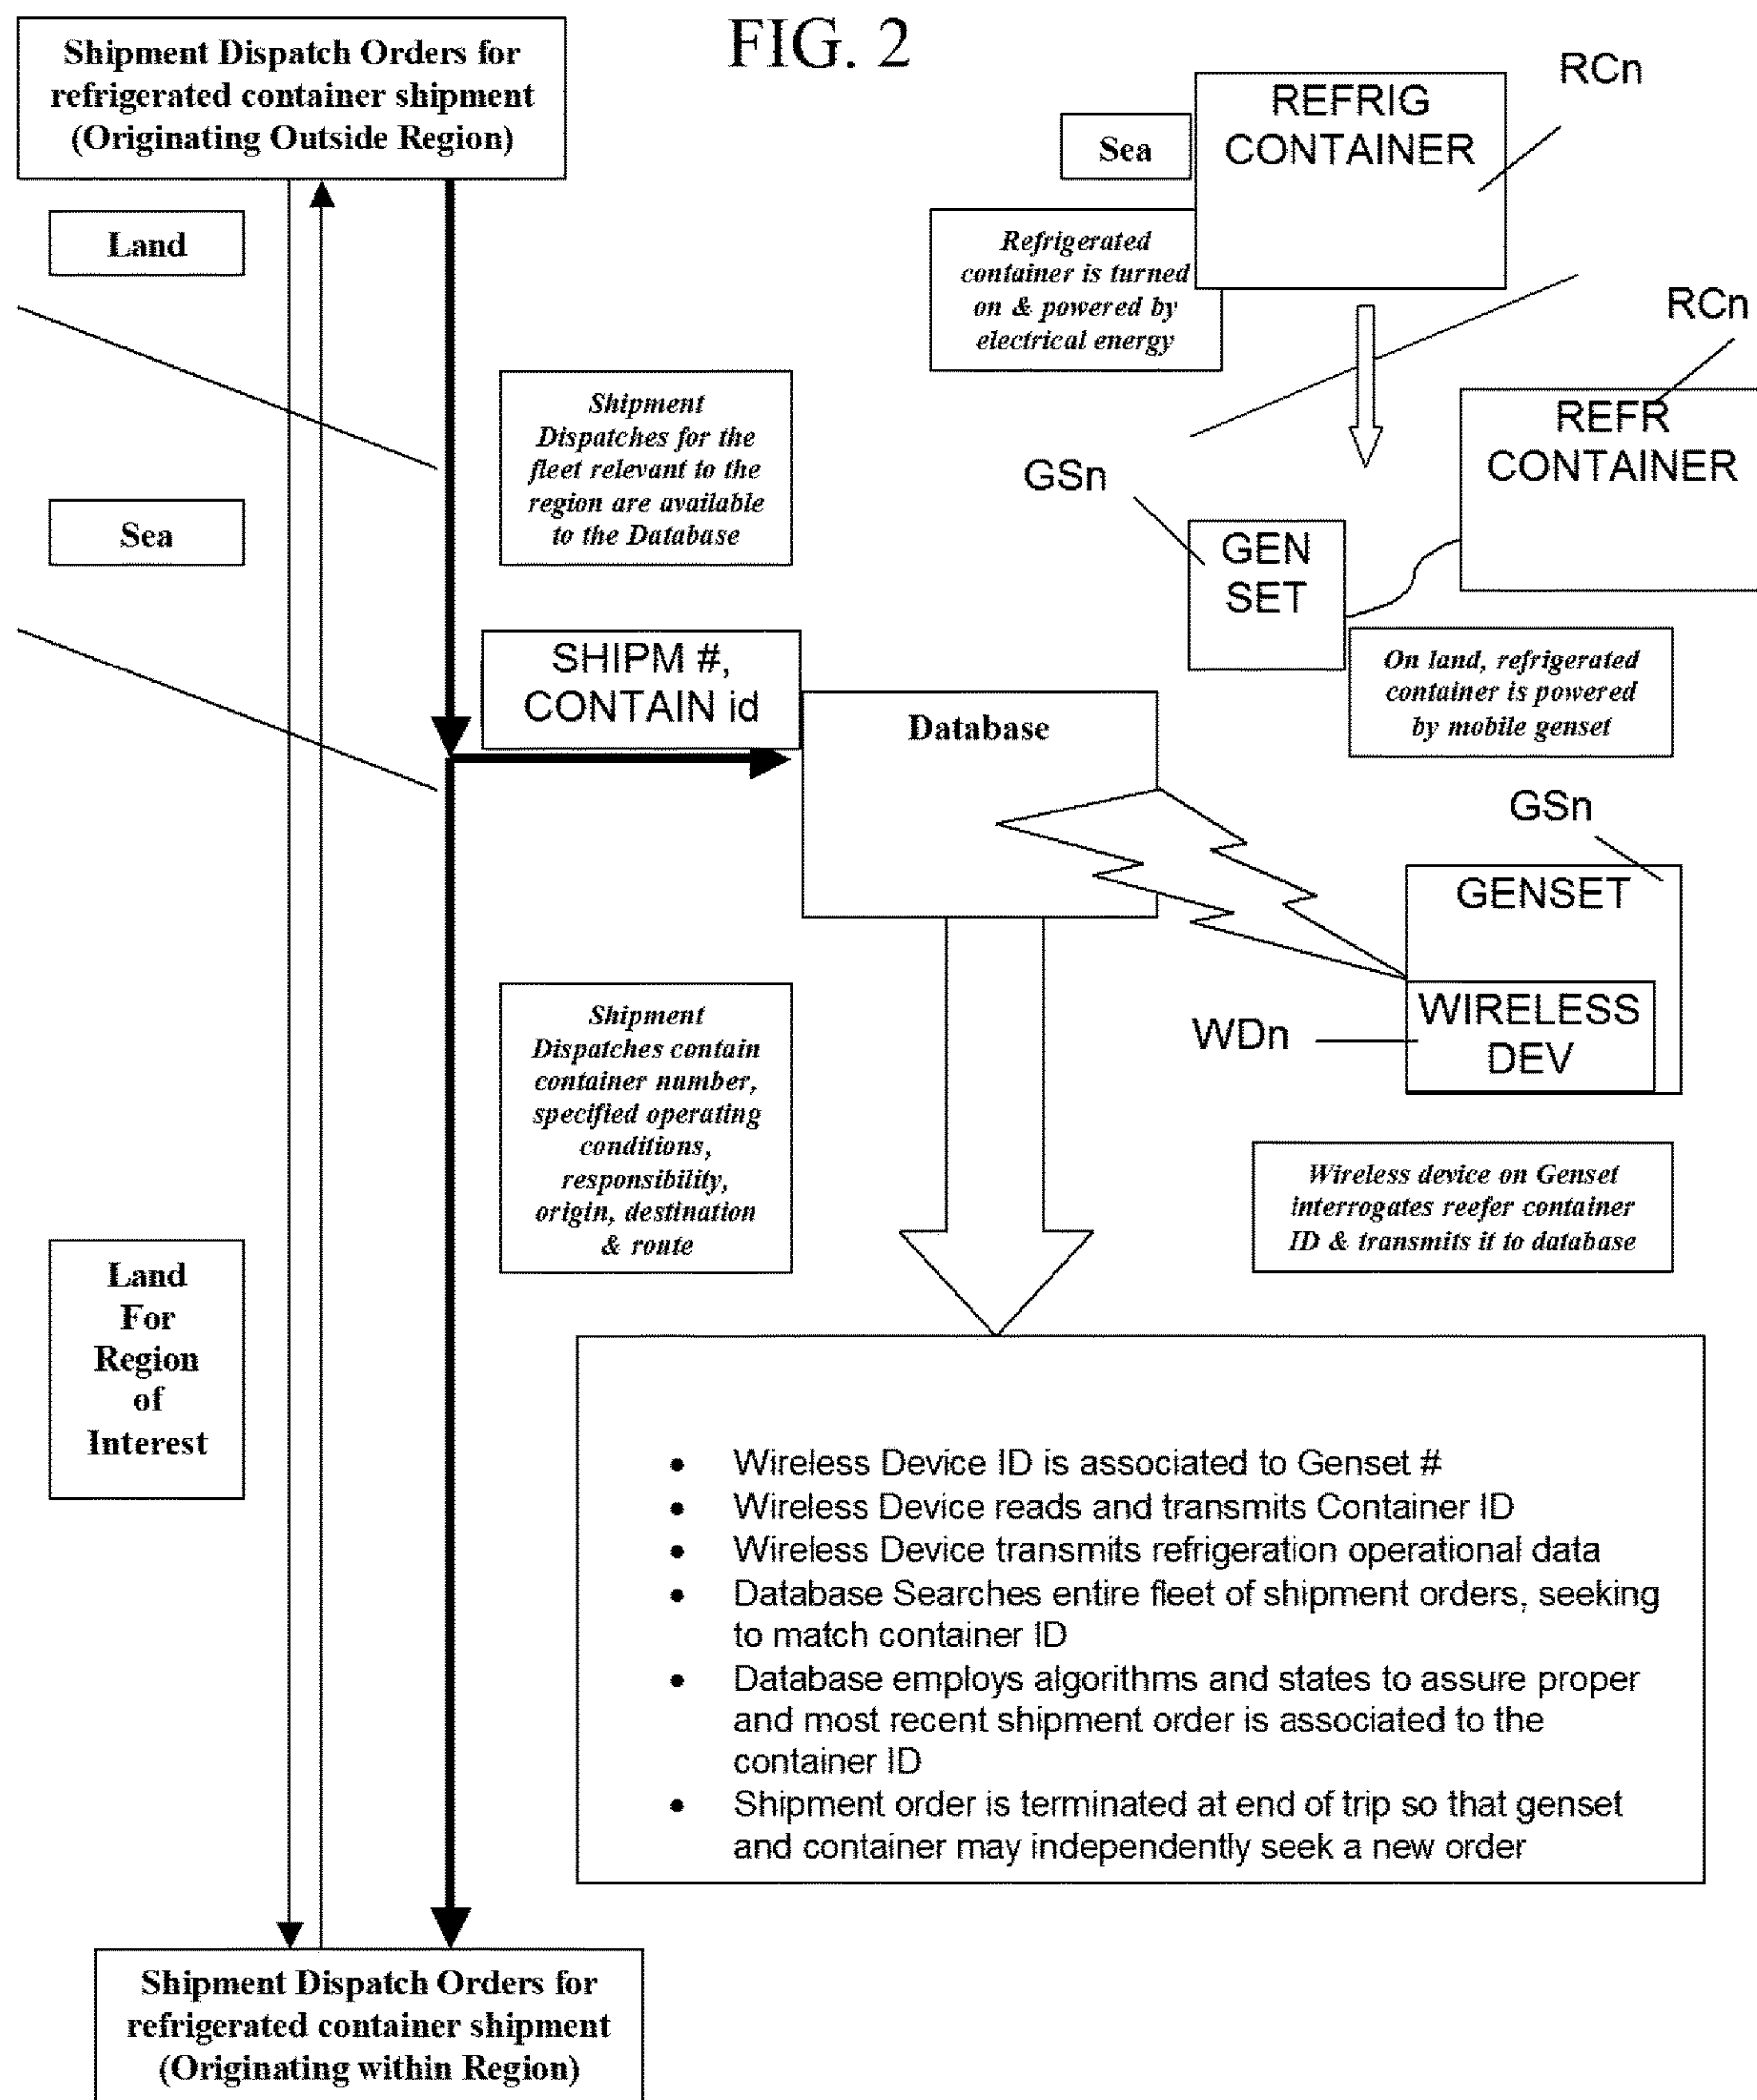 FIG. 2
Shipment Dispatch Orders for
refrigerated container shipment
(Originating Outside Region)
Land
Sea
Land
For
Region
of
Interest
Shipment
Dispatches for the
fleet relevant to the
region are available
to the Database
SHIPM #,
CONTAIN id
Database
Shipment
Dispatches contain
container number,
specified operating
conditions,
responsibility,
origin, destination
& route
Sea
REFRIG
CONTAINER
RCn
Refrigerated
container is turned
on & powered by
electrical energy
RCn
REFR
CONTAINER
GSn
GEN
SET
On land, refrigerated
container is powered
by mobile genset
GSn
GENSET
WIRELESS
DEV
WDn
Wireless device on Genset
interrogates reefer container
ID & transmits it to database
• Wireless Device ID is associated to Genset #
• Wireless Device reads and transmits Container ID
• Wireless Device transmits refrigeration operational data
• Database Searches entire fleet of shipment orders, seeking
to match container ID
• Database employs algorithms and states to assure proper
and most recent shipment order is associated to the
container ID
• Shipment order is terminated at end of trip so that genset
and container may independently seek a new order
Shipment Dispatch Orders for
refrigerated container shipment
(Originating within Region)